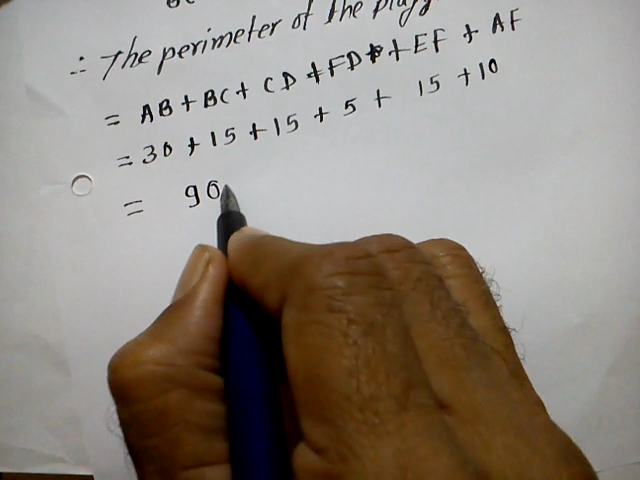 ∴ The perimeter of the
= AB + BC + CD + FD + EF + AF
= 30 + 15 + 15 + 5 + 15 + 10
= 90